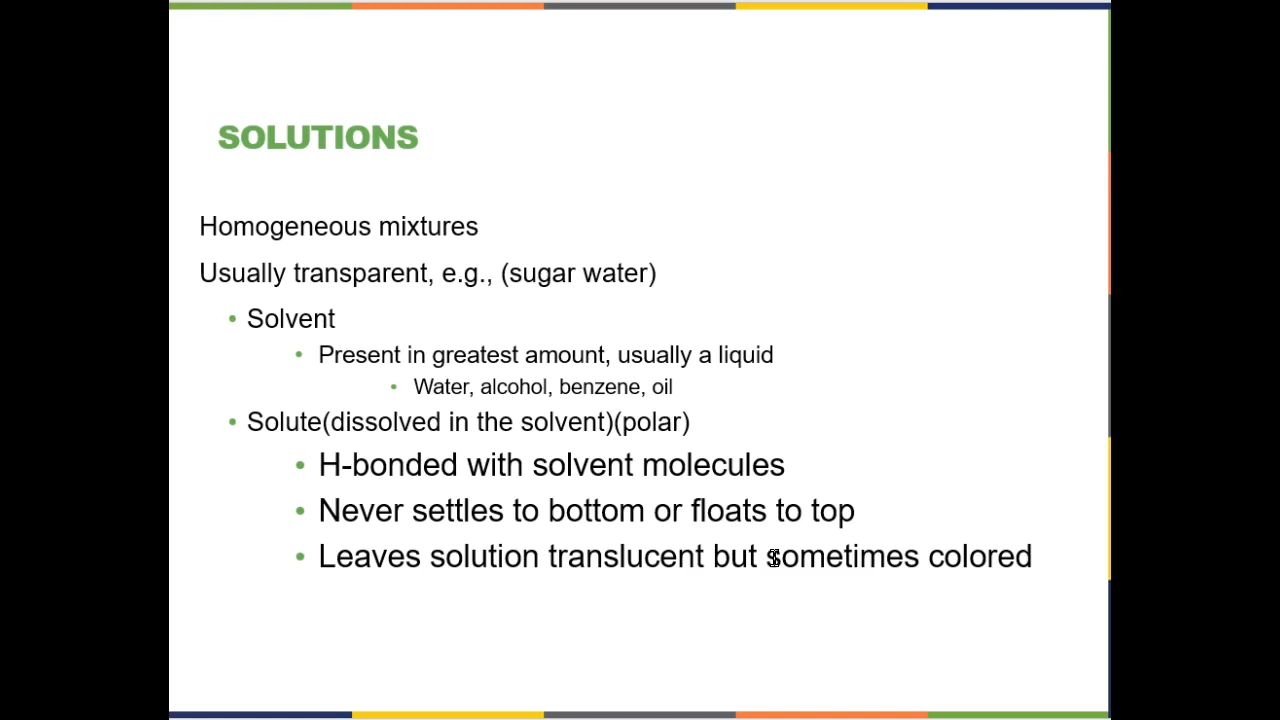 SOLUTIONS
Homogeneous mixtures
Usually transparent, e.g., (sugar water)
• Solvent
• Present in greatest amount, usually a liquid
• Water, alcohol, benzene, oil
• Solute(dissolved in the solvent)(polar)
• H-bonded with solvent molecules
• Never settles to bottom or floats to top
• Leaves solution translucent but sometimes colored